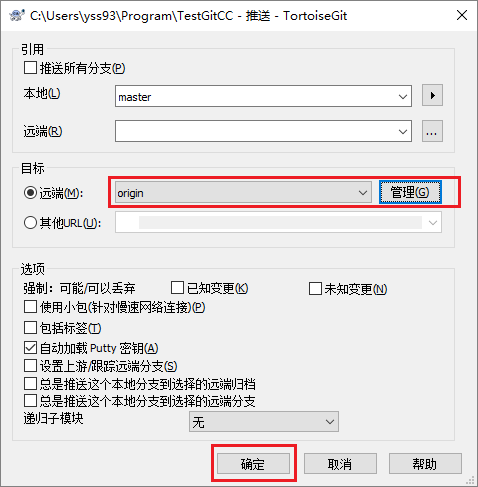 C:\Users\yss93\Program\TestGitCC - 推送 - TortoiseGit
引用
推送所有分支(P)
本地(L)
master
远端(R)
...
目标
远端(M):
origin
管理(G)
其他URL(U):
选项
强制：可能/可以丢弃
已知变更(K)
未知变更(N)
使用小包(针对慢速网络连接)(P)
包括标签(T)
自动加载 Putty 密钥(A)
设置上游/跟踪远端分支(S)
总是推送这个本地分支到选择的远端归档
总是推送这个本地分支到选择的远端分支
递归子模块
无
确定
取消
帮助